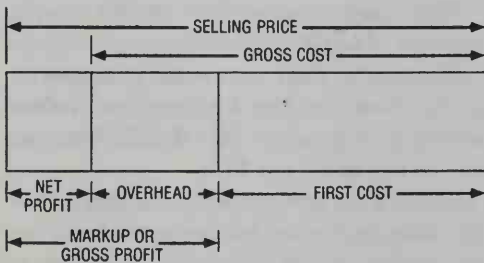 SELLING PRICE
GROSS COST
NET
PROFIT
OVERHEAD
FIRST COST
MARKUP OR
GROSS PROFIT